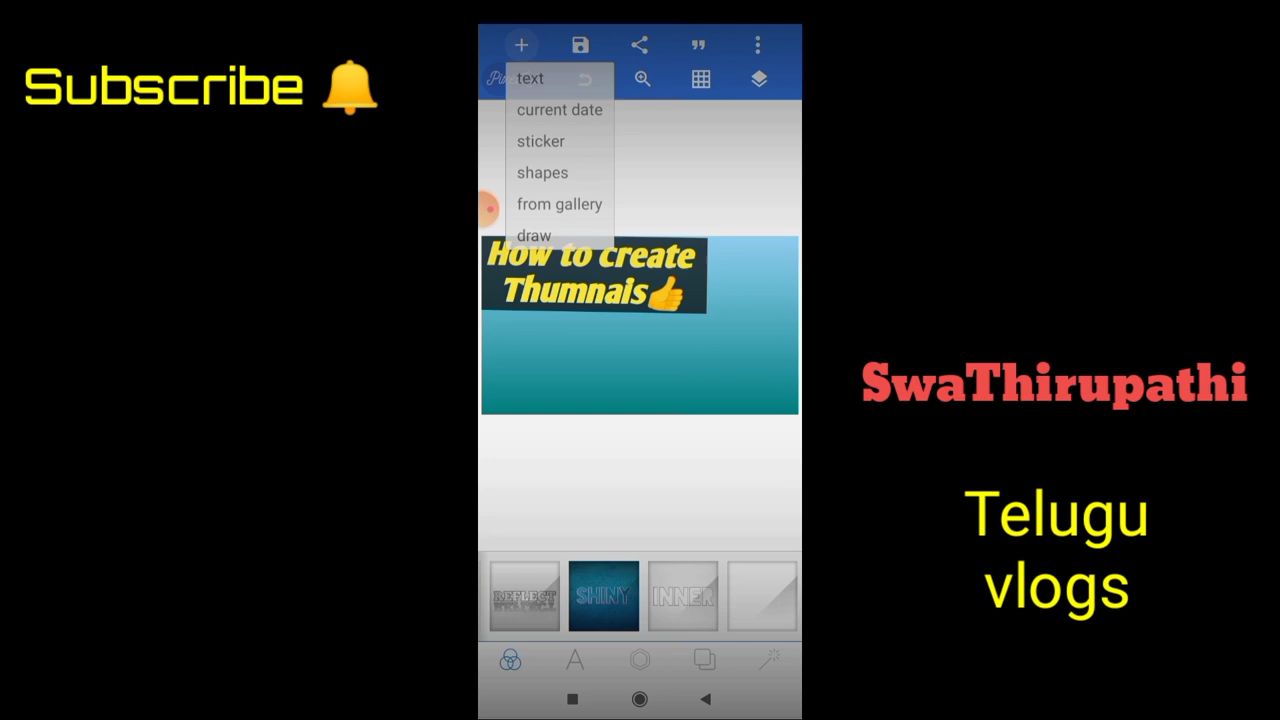 Subscribe 🔔
text
current date
sticker
shapes
from gallery
draw
How to create
Thumnais👍
REFLECT
SHINY
INNER
SwaThirupathi
Telugu
vlogs